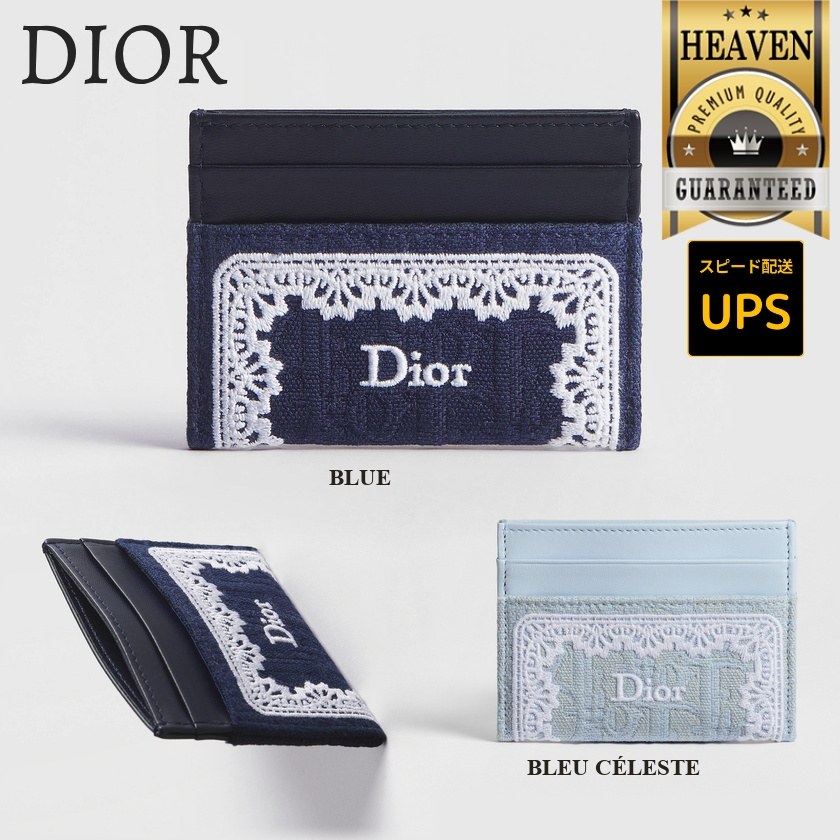 DIOR
HEAVEN
PREMIUM QUALITY
GUARANTEED
スピード配送
UPS
Dior
BLUE
Dior
Dior
BLEU CÉLESTE